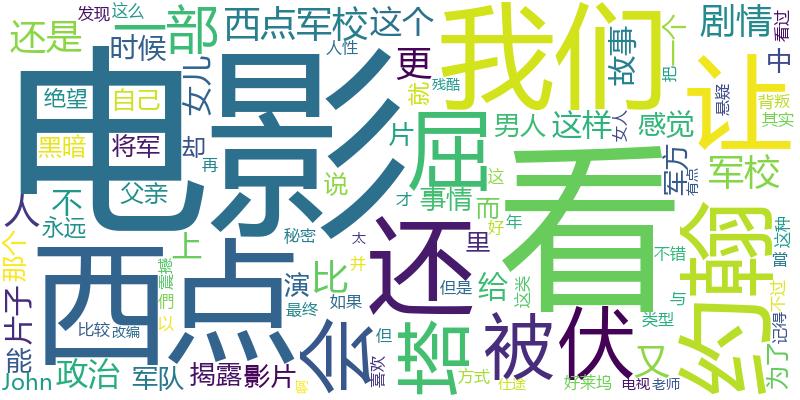 发现 这么
还是 一部 西点军校 这个 剧情 看过
时候 人性 更 我们 故事 把 一个 中
电影 女儿 就 让 悬疑
绝望 自己 残酷 背叛
黑暗 将军 却 片 屈 男人 这样 女人 感觉 其实
再 军方 军校
父亲 说 才 事情 这 看 有点
人 不 永远 而 好 年
那个 上 秘密 太 还 里 不错 约翰 这种
片子 西点 震撼 并 演 比 但是 给 这类 与
以 最终 如果 类型 记得 不过
能 比较 改编 但 会 塔 被 伏 又 为了
John 政治 军队 揭露 影片 喜欢 方式 仕途 好莱坞 电视 老师